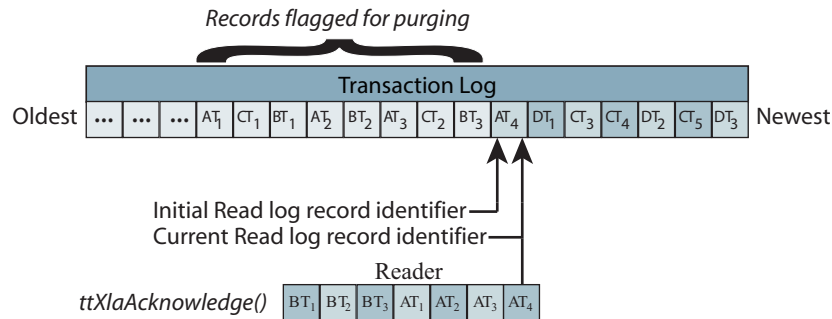 Records flagged for purging
Transaction Log
Oldest ... ... ... AT₁ CT₁ BT₁ AT₂ BT₂ AT₃ CT₂ BT₃ AT₄ DT₁ CT₃ CT₄ DT₂ CT₅ DT₃ Newest
Initial Read log record identifier
Current Read log record identifier
Reader
ttXlaAcknowledge() BT₁ BT₂ BT₃ AT₁ AT₂ AT₃ AT₄